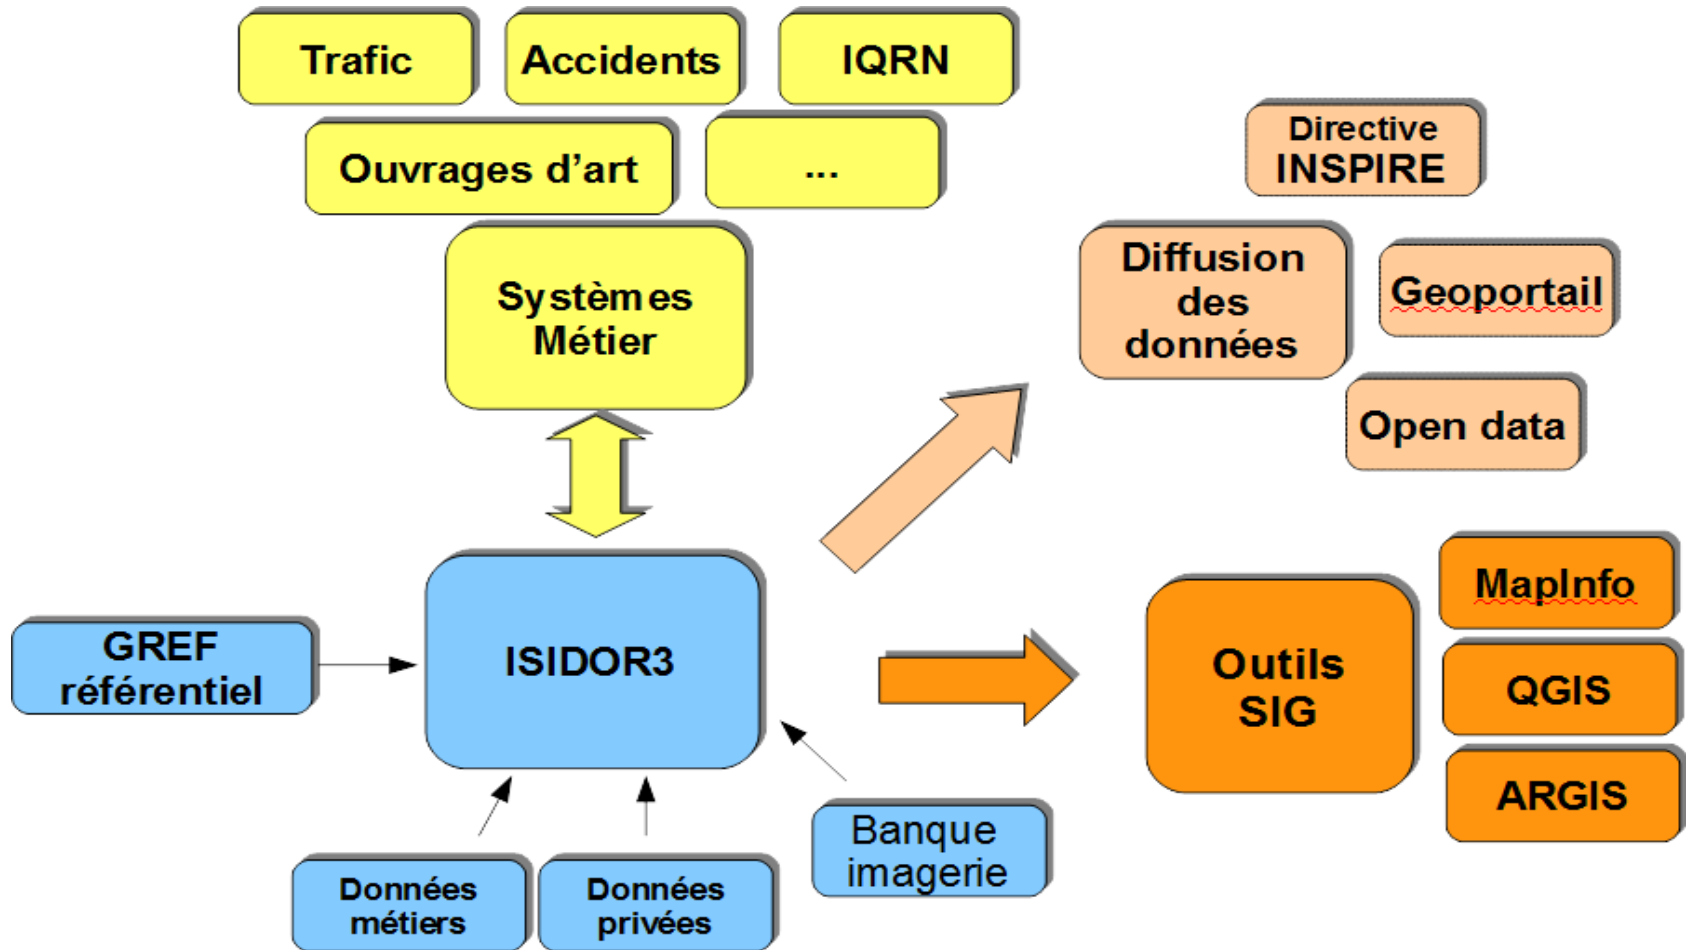 Trafic
Accidents
IQRN
Ouvrages d’art
...
Systèmes
Métier
Directive
INSPIRE
Diffusion
des
données
Geoportail
Open data
GREF
référentiel
ISIDOR3
Outils
SIG
MapInfo
QGIS
ARGIS
Banque
imagerie
Données
métiers
Données
privées